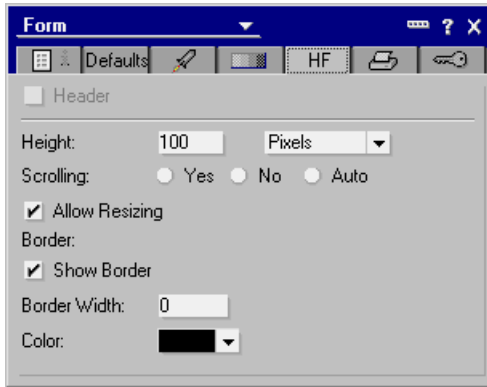 Form ?
Defaults HF
Header
Height: 100 Pixels
Scrolling: Yes No Auto
Allow Resizing
Border:
Show Border
Border Width: 0
Color: